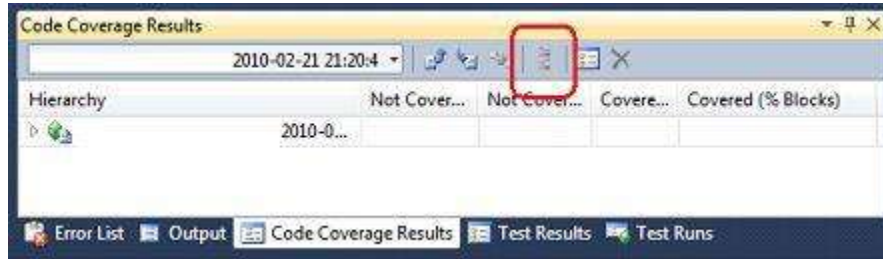 Code Coverage Results
2010-02-21 21:20:4
Hierarchy Not Cover... Not Cover... Covere... Covered (% Blocks)
2010-0...
Error List Output Code Coverage Results Test Results Test Runs